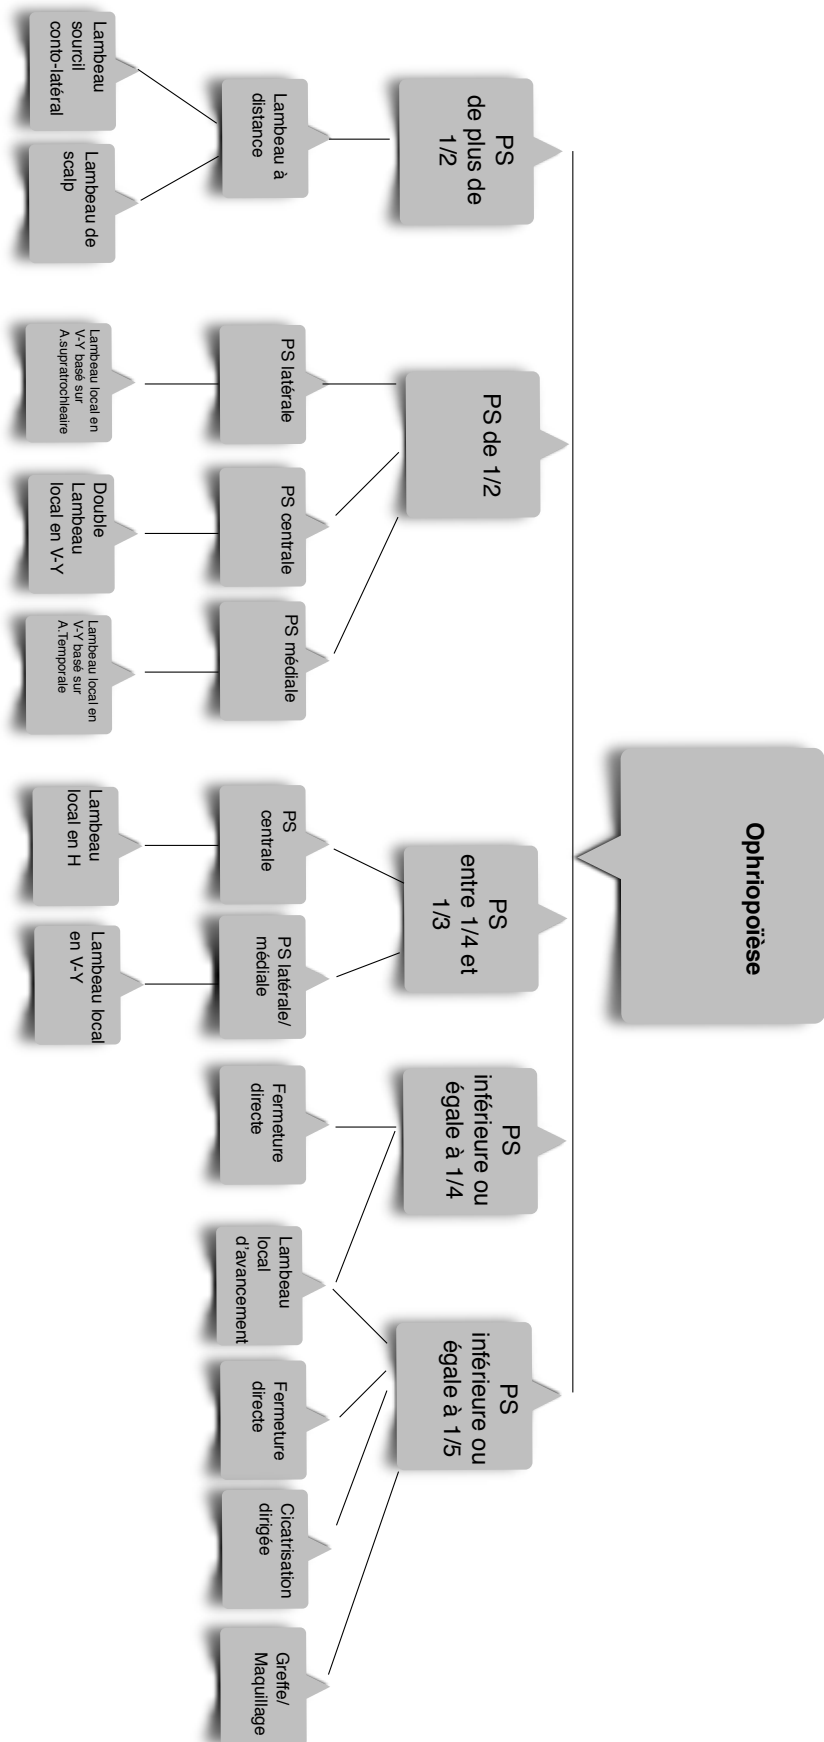 Ophriopoïèse
PS
de plus de
1/2
PS de 1/2
PS
entre 1/4 et
1/3
PS
inférieure ou
égale à 1/4
PS
inférieure ou
égale à 1/5
Lambeau à
distance
PS latérale
PS centrale
PS médiale
PS
centrale
PS latérale/
médiale
Fermeture
directe
Lambeau
local
d'avancement
Fermeture
directe
Cicatrisation
dirigée
Greffe/
Maquillage
Lambeau
sourcil
conto-latéral
Lambeau de
scalp
Lambeau local en
V-Y basé sur
A.supratrochleaire
Double
Lambeau
local en V-Y
Lambeau local en
V-Y basé sur
A.Temporale
Lambeau
local en H
Lambeau local
en V-Y